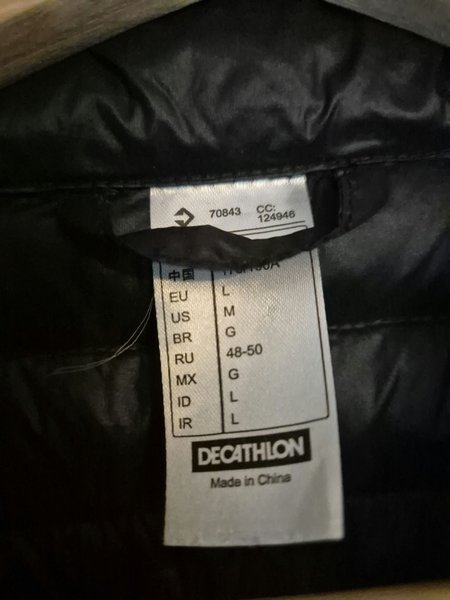 70843 CC:
124946
中国
EU L
US M
BR G
RU 48-50
MX G
ID L
IR L
DECATHLON
Made in China